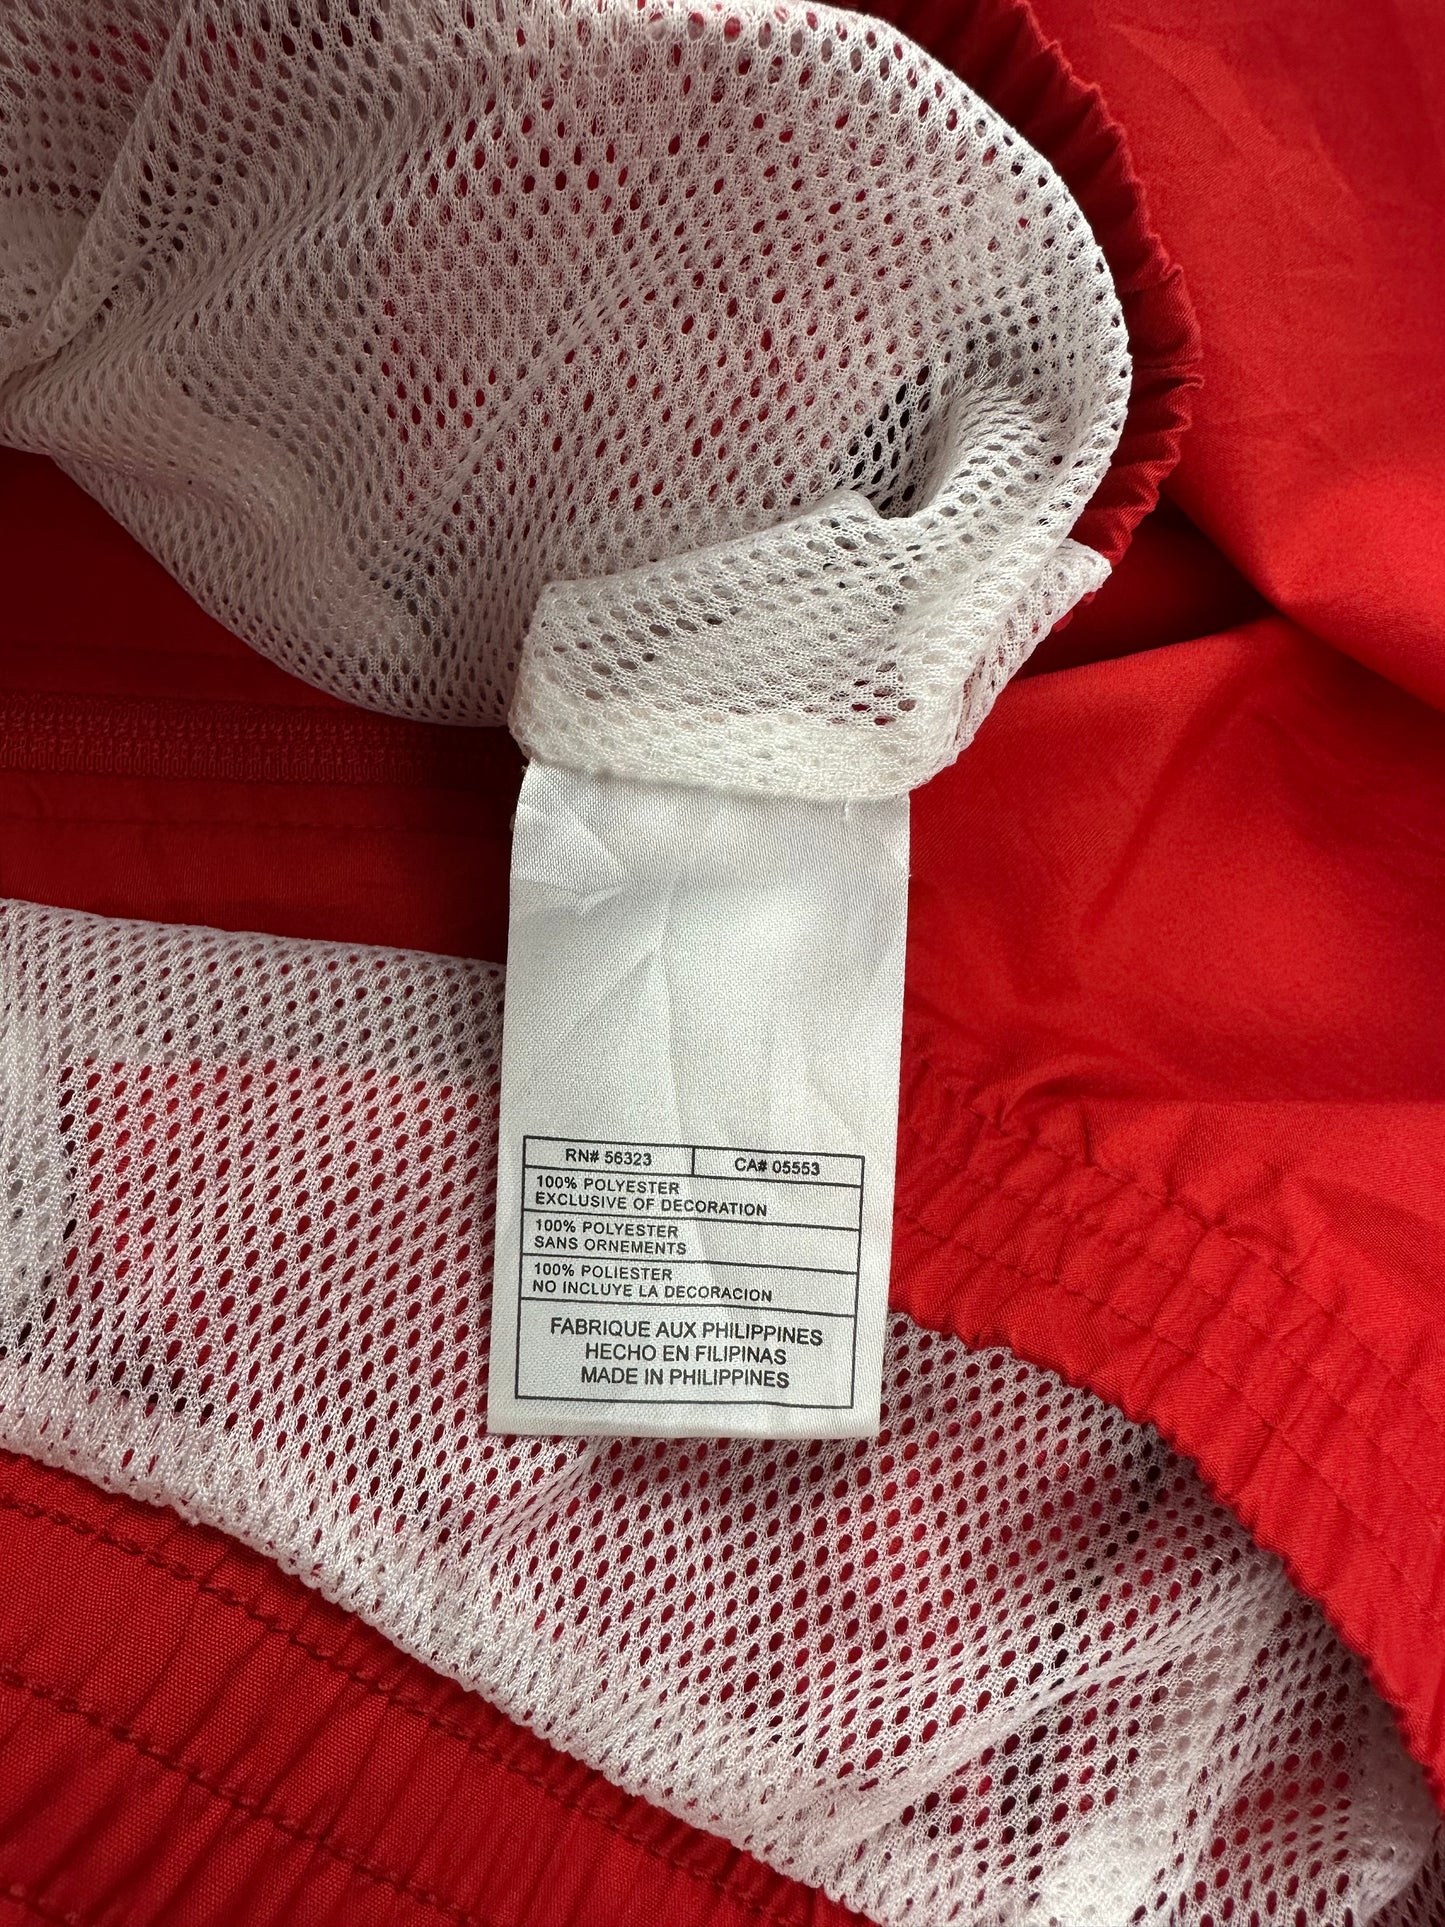 RN# 56323 CA# 05553
100% POLYESTER
EXCLUSIVE OF DECORATION
100% POLYESTER
SANS ORNEMENTS
100% POLIESTER
NO INCLUYE LA DECORACION
FABRIQUE AUX PHILIPPINES
HECHO EN FILIPINAS
MADE IN PHILIPPINES